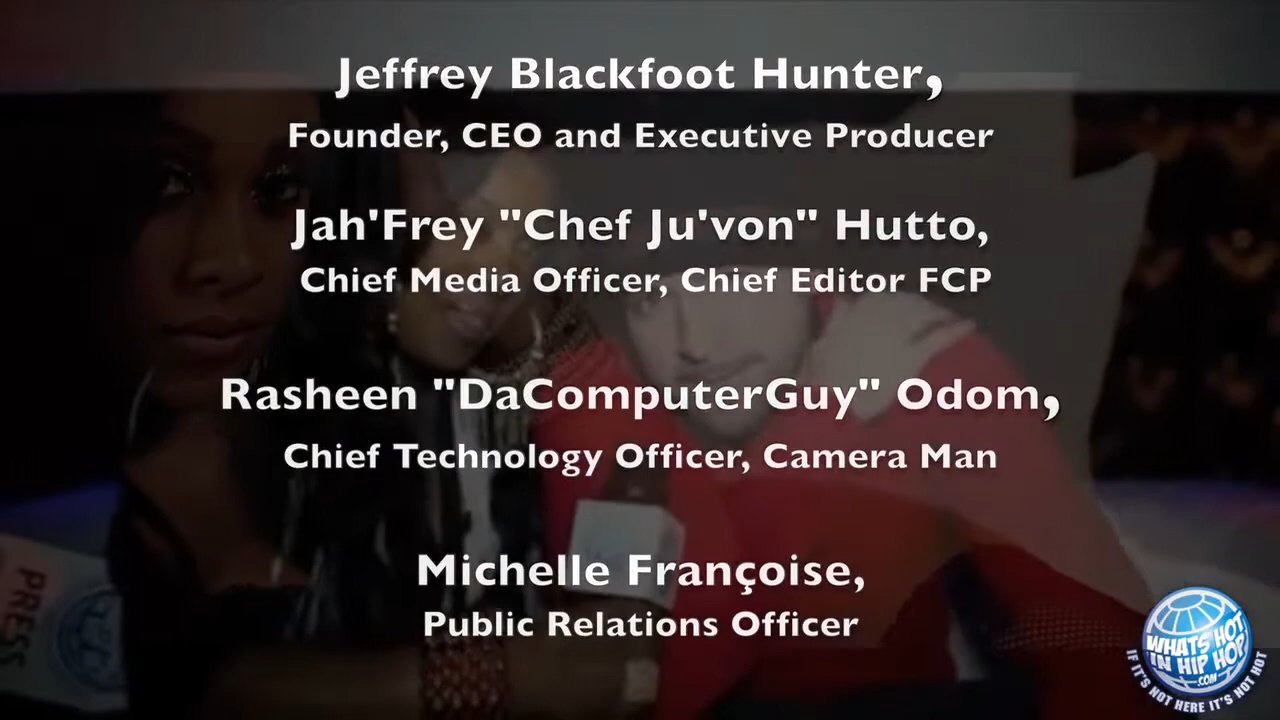 Jeffrey Blackfoot Hunter,
Founder, CEO and Executive Producer
Jah'Frey "Chef Ju'von" Hutto,
Chief Media Officer, Chief Editor FCP
Rasheen "DaComputerGuy" Odom,
Chief Technology Officer, Camera Man
Michelle Françoise,
Public Relations Officer
PRESS
WHATS HOT
IN HIP HOP
.COM
IF IT'S NOT HERE IT'S NOT HOT